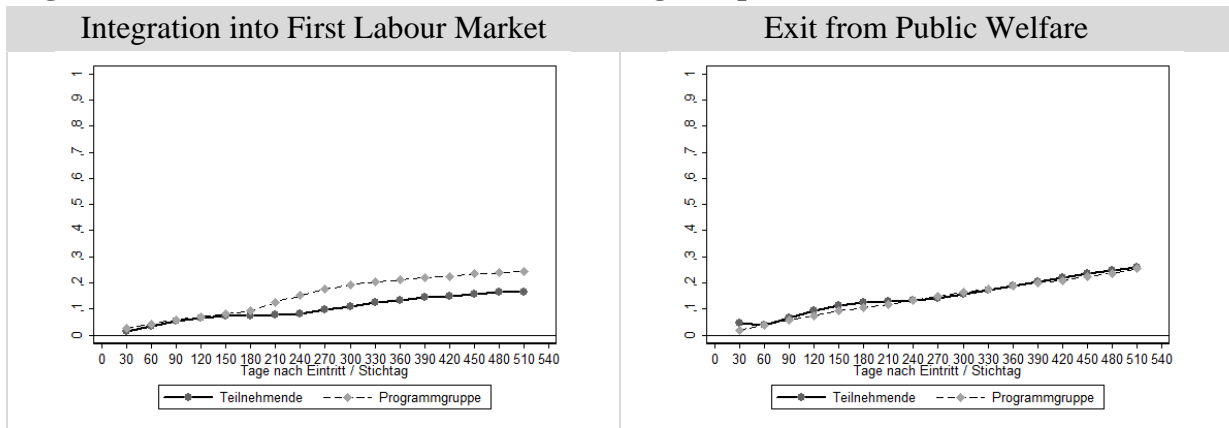 Integration into First Labour Market
1
,9
,8
,7
,6
,5
,4
,3
,2
,1
0
0 30 60 90 120 150 180 210 240 270 300 330 360 390 420 450 480 510 540
Tage nach Eintritt / Stichtag
Teilnehmende Programmgruppe
Exit from Public Welfare
1
,9
,8
,7
,6
,5
,4
,3
,2
,1
0
0 30 60 90 120 150 180 210 240 270 300 330 360 390 420 450 480 510 540
Tage nach Eintritt / Stichtag
Teilnehmende Programmgruppe